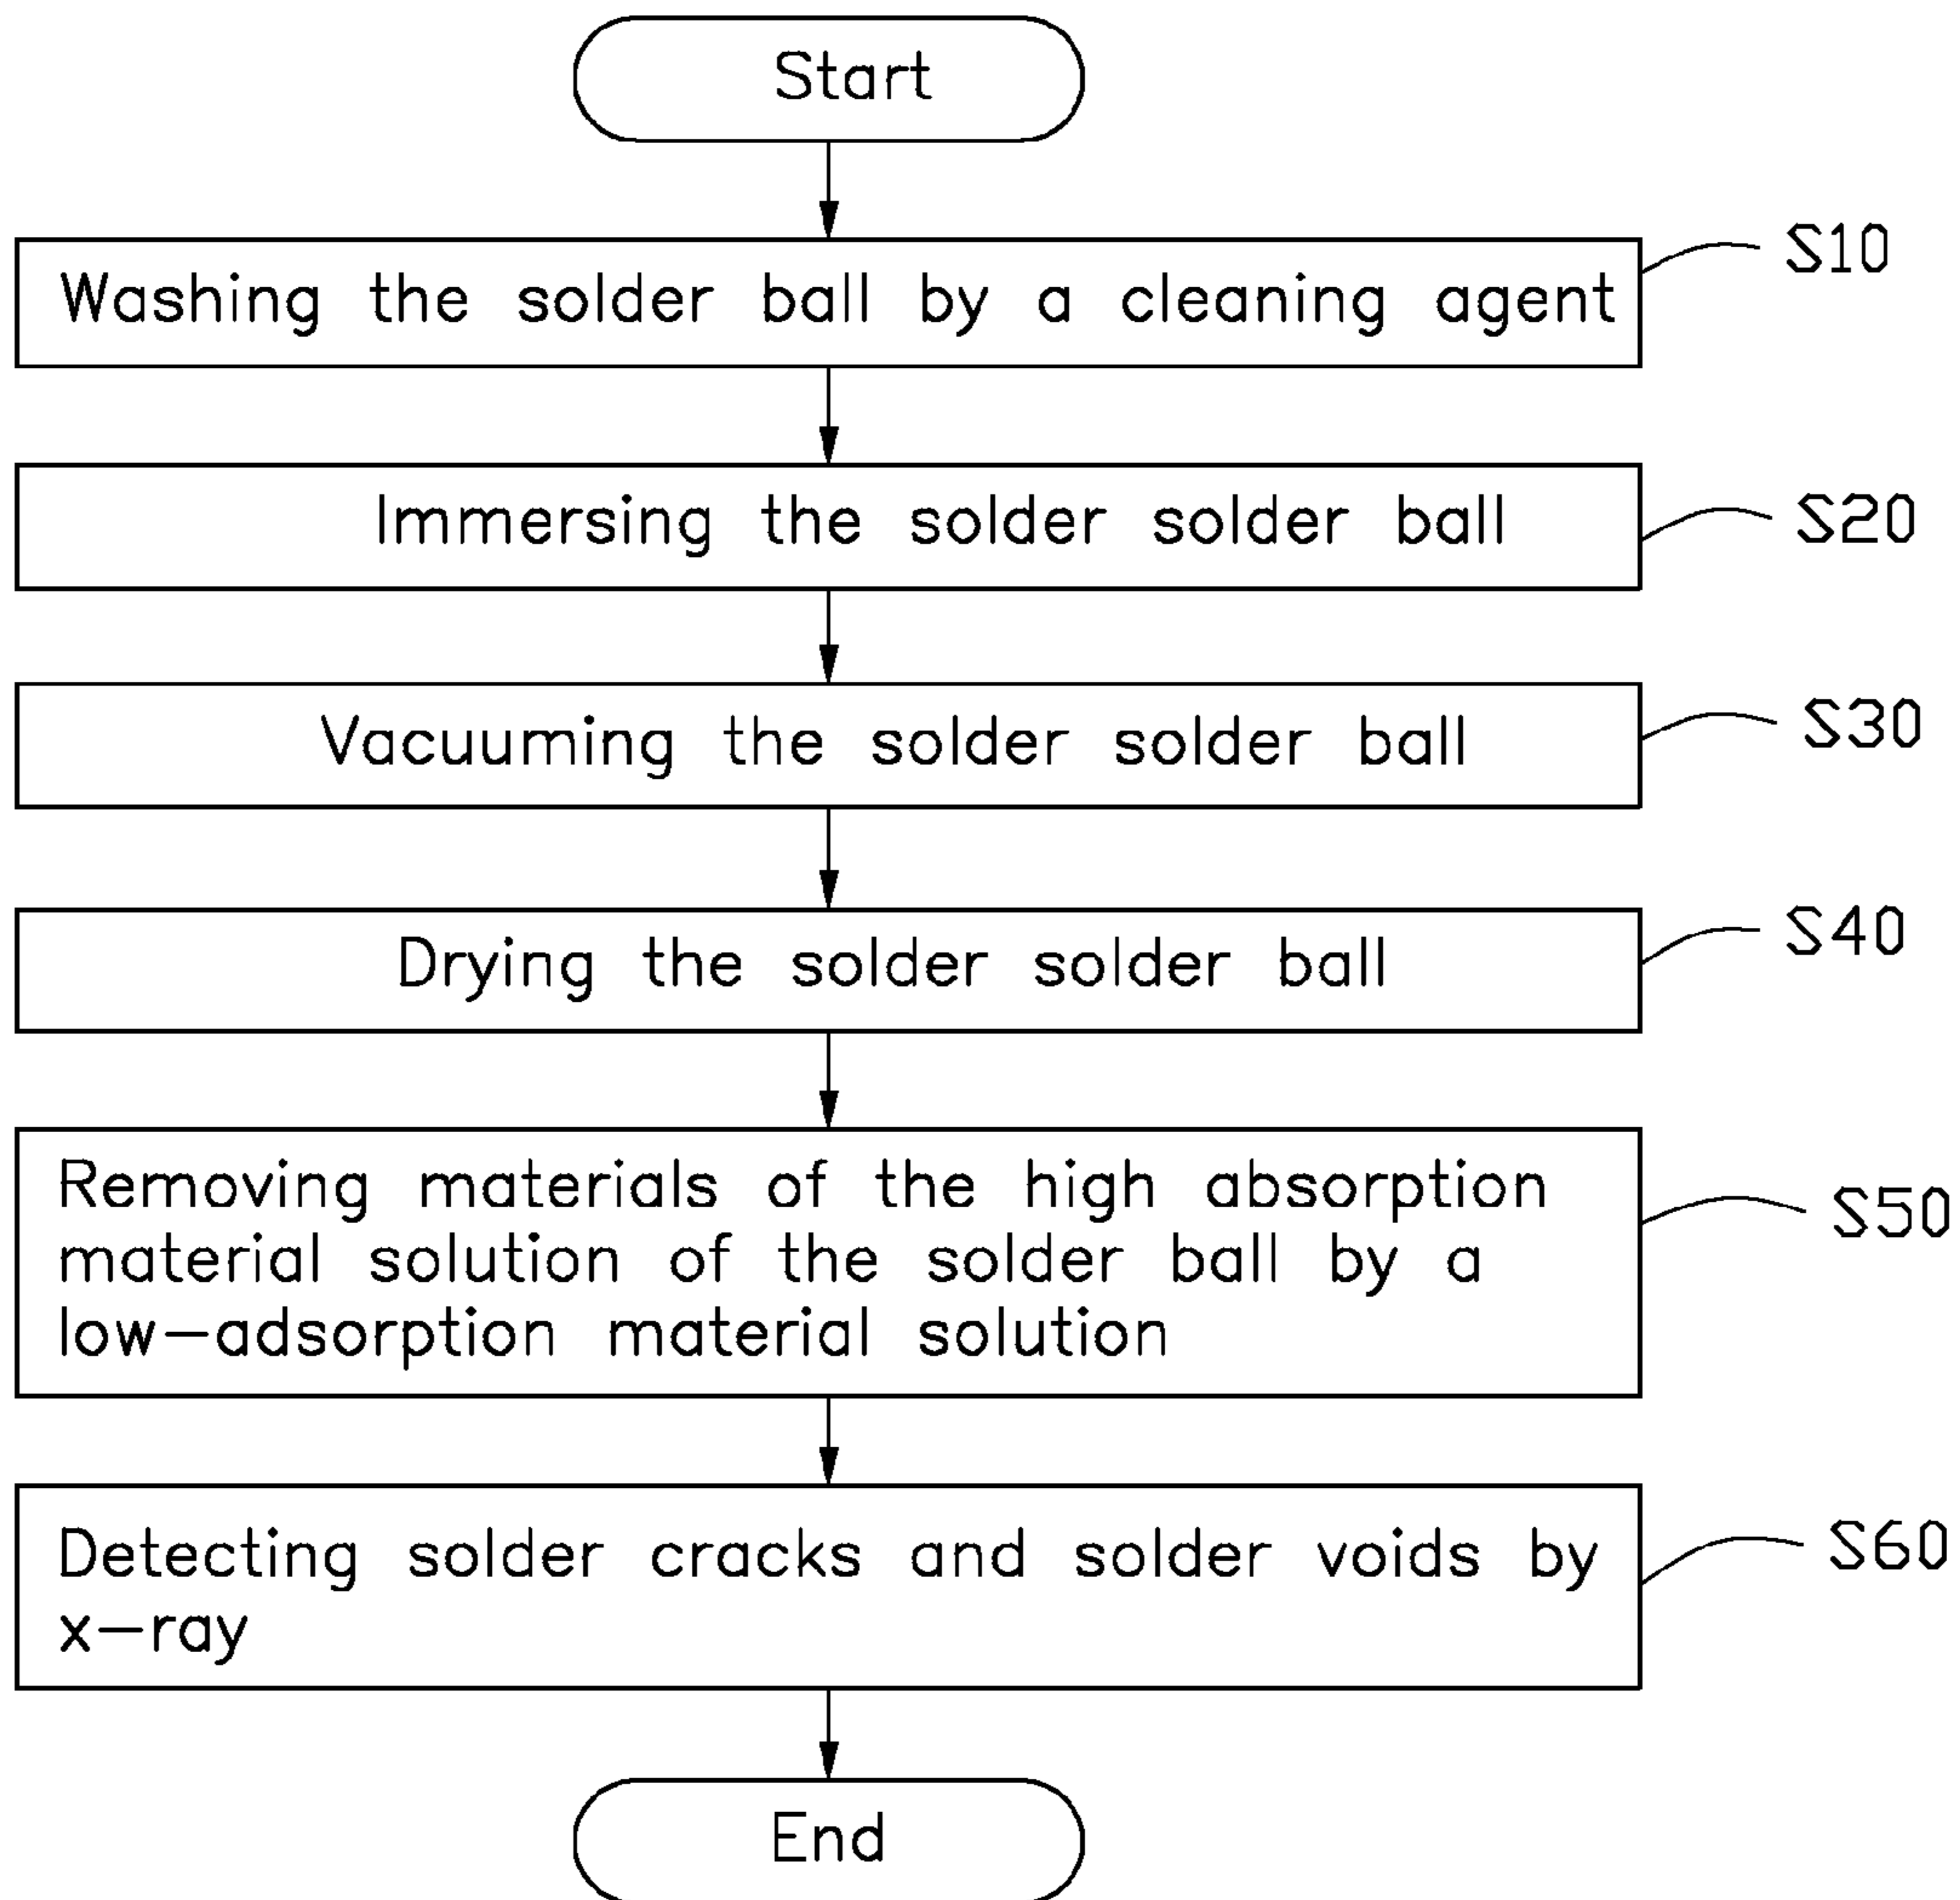 Start
S10
Washing the solder ball by a cleaning agent
S20
Immersing the solder solder ball
S30
Vacuuming the solder solder ball
S40
Drying the solder solder ball
S50
Removing materials of the high absorption
material solution of the solder ball by a
low-adsorption material solution
S60
Detecting solder cracks and solder voids by
x-ray
End